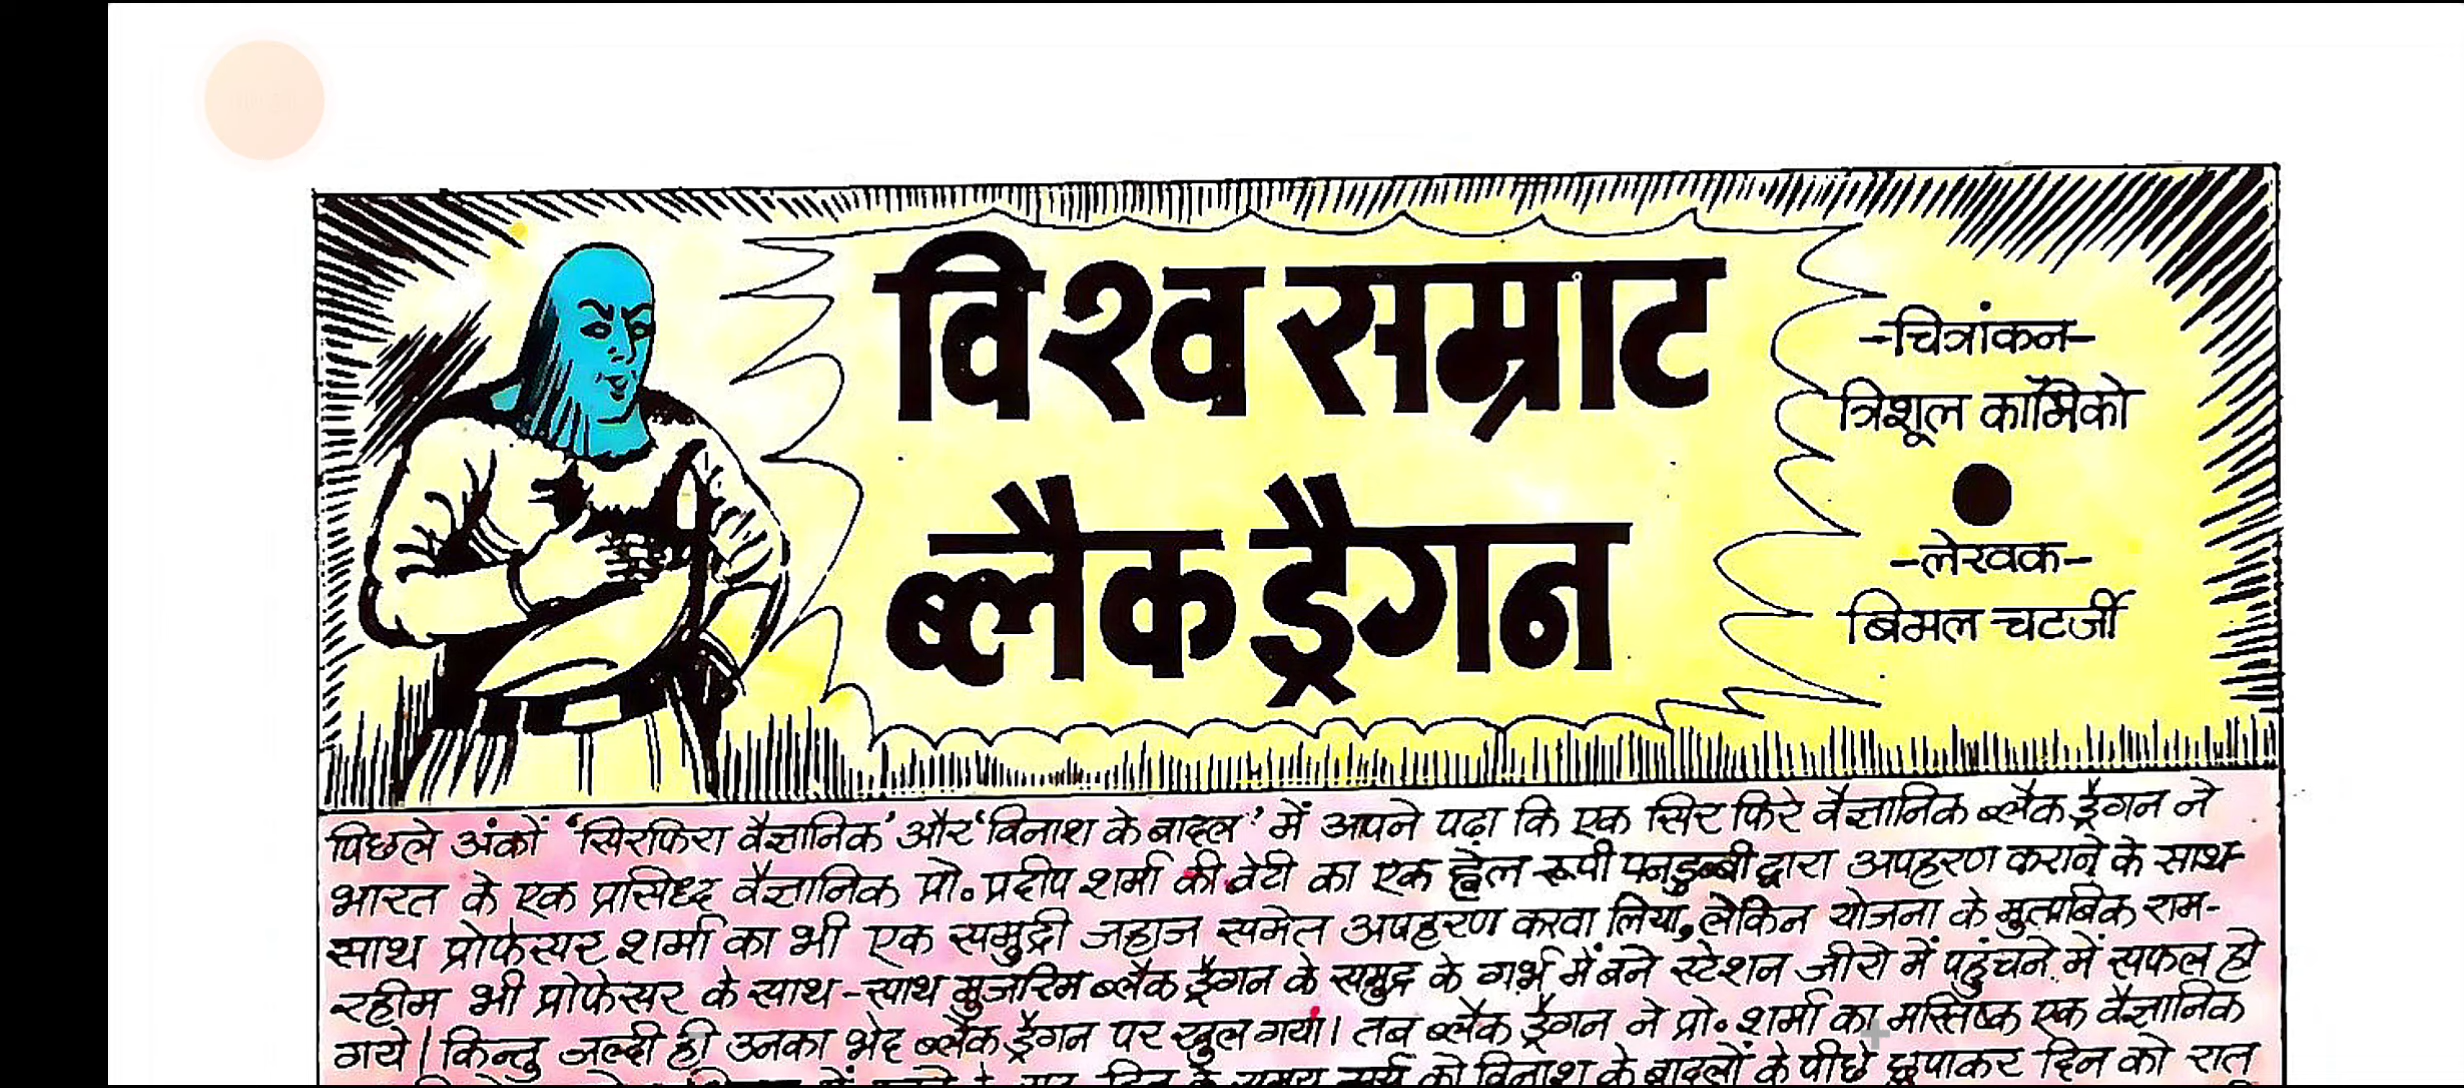 विश्व सम्राट
ब्लैक ड्रैगन
-चित्रांकन-
त्रिशूल कॉमिको
-लेखक-
बिमल चटर्जी
पिछले अंकों 'सिरफिरा वैज्ञानिक' और 'विनाश के बादल' में आपने पढ़ा कि एक सिरफिरे वैज्ञानिक ब्लैक ड्रैगन ने
भारत के एक प्रसिध्द वैज्ञानिक प्रो. प्रदीप शर्मा की बेटी का एक ह्वेल रूपी पनडुब्बी द्वारा अपहरण कराने के साथ-
साथ प्रोफेसर शर्मा का भी एक समुद्री जहाज समेत अपहरण करवा लिया, लेकिन योजना के मुताबिक राम-
रहीम भी प्रोफेसर के साथ-साथ मुजरिम ब्लैक ड्रैगन के समुद्र के गर्भ में बने स्टेशन जीरो में पहुंचने में सफल हो
गये। किन्तु जल्दी ही उनका भेद ब्लैक ड्रैगन पर खुल गया। तब ब्लैक ड्रैगन ने प्रो. शर्मा का मस्तिष्क एक वैज्ञानिक
दिन के समय सूर्य को विनाश के बादलों के पीछे छुपाकर दिन को रात